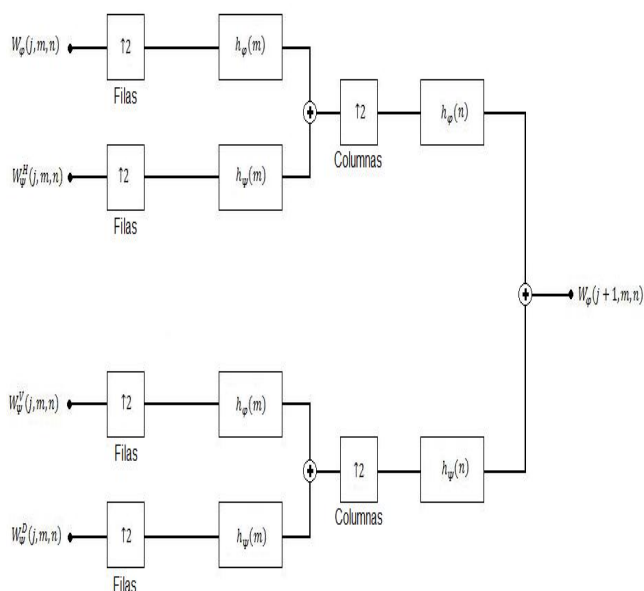 W_φ(j,m,n)
↑2
h_φ(m)
Filas
↑2
h_φ(n)
Columnas
W_ψ^H(j,m,n)
↑2
h_ψ(m)
Filas
W_φ(j+1,m,n)
W_ψ^V(j,m,n)
↑2
h_φ(m)
Filas
↑2
h_ψ(n)
Columnas
W_ψ^D(j,m,n)
↑2
h_ψ(m)
Filas